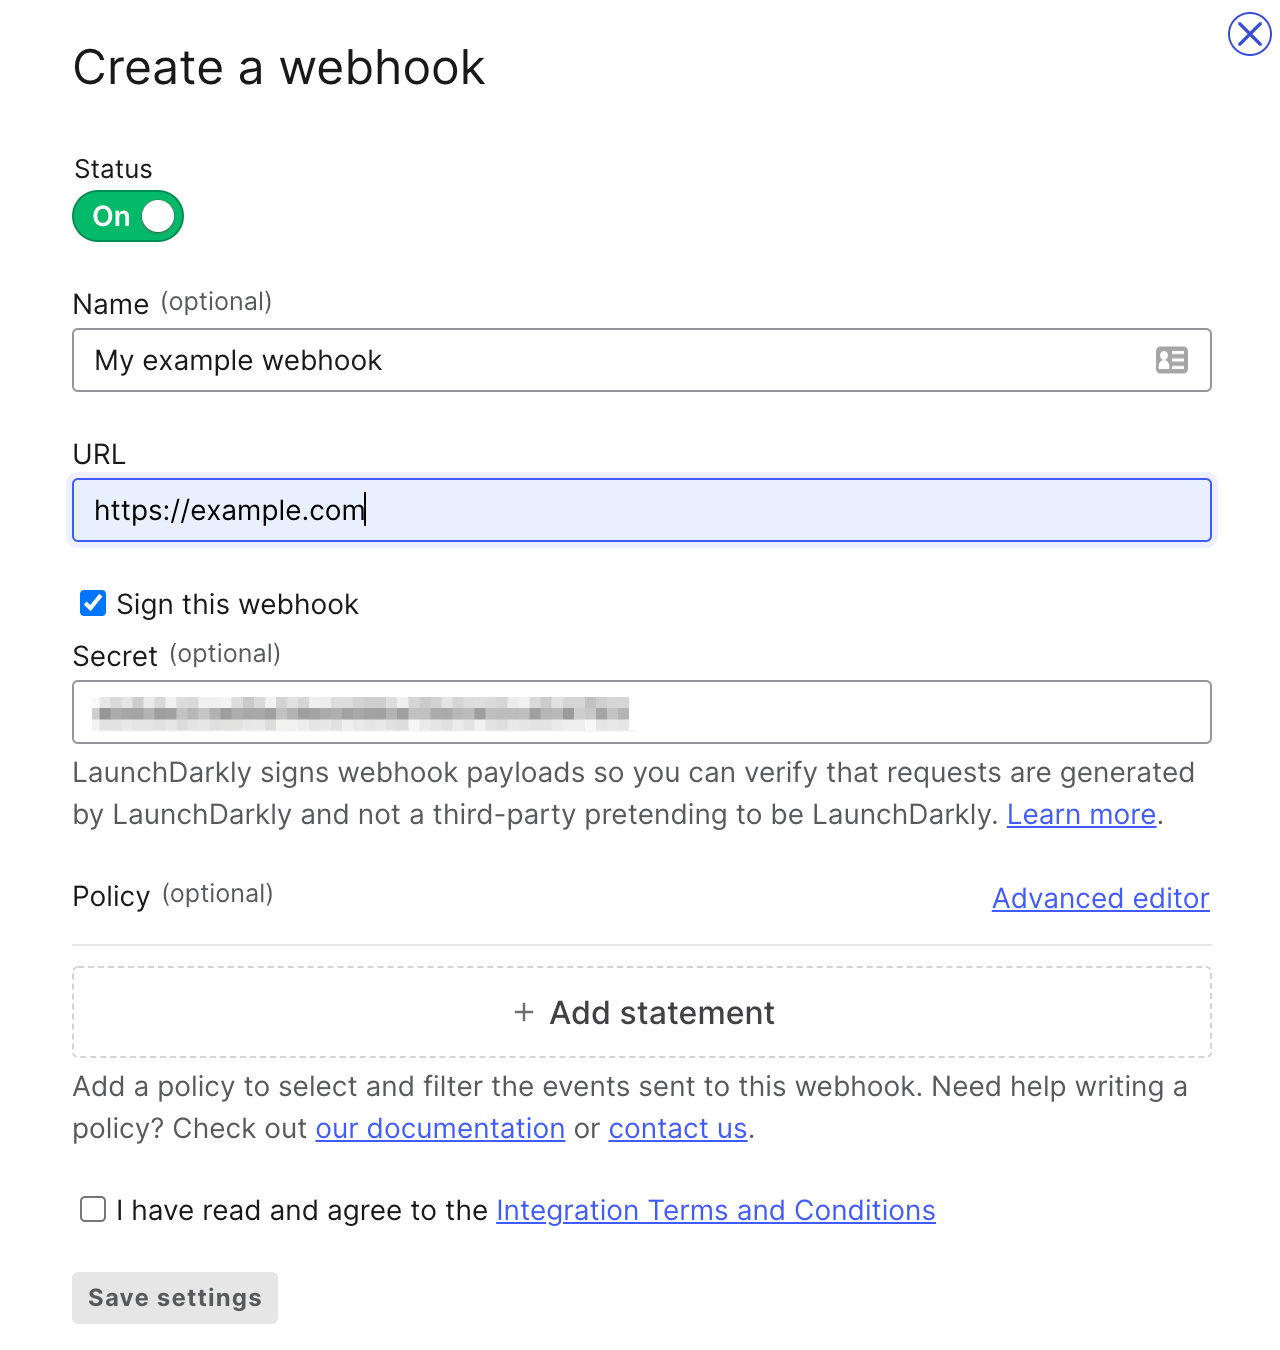 Create a webhook
Status
On
Name (optional)
My example webhook
URL
https://example.com
Sign this webhook
Secret (optional)
LaunchDarkly signs webhook payloads so you can verify that requests are generated
by LaunchDarkly and not a third-party pretending to be LaunchDarkly. Learn more.
Policy (optional)
Advanced editor
+ Add statement
Add a policy to select and filter the events sent to this webhook. Need help writing a
policy? Check out our documentation or contact us.
I have read and agree to the Integration Terms and Conditions
Save settings